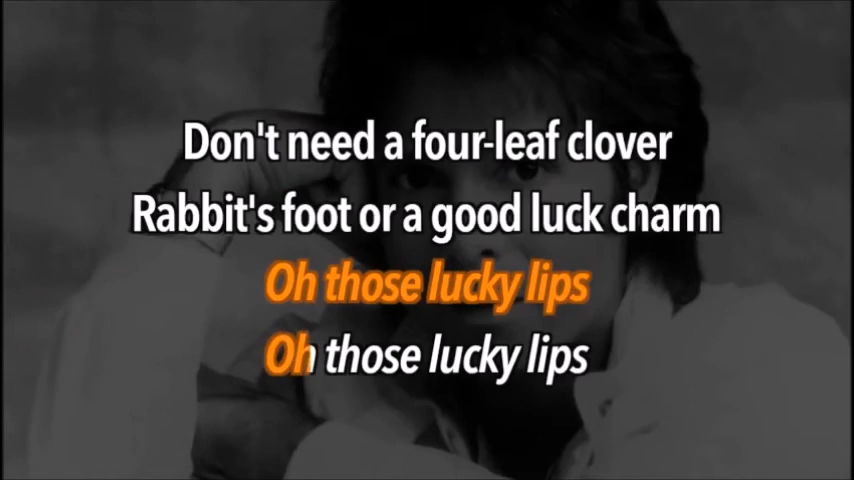 Don't need a four-leaf clover
Rabbit's foot or a good luck charm
Oh those lucky lips
Oh those lucky lips